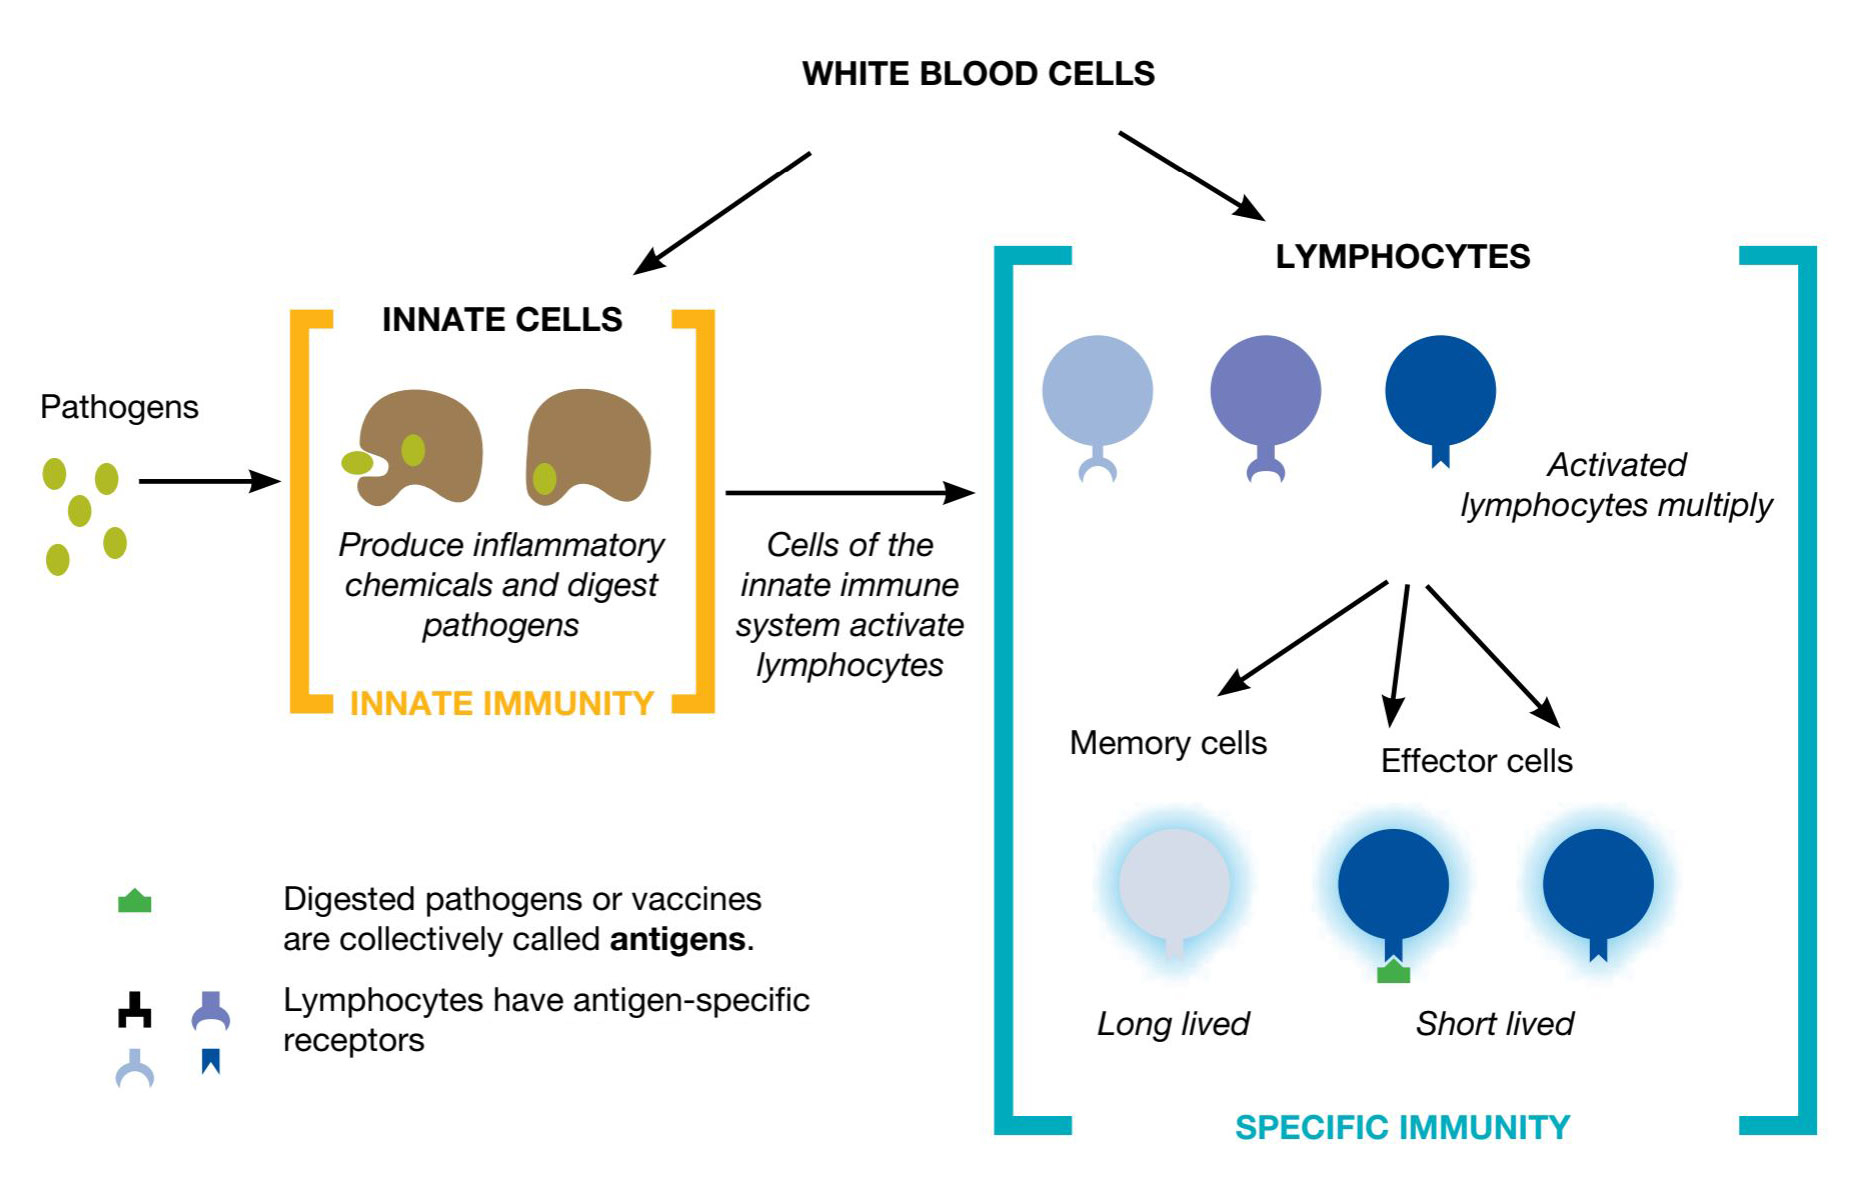 WHITE BLOOD CELLS
INNATE CELLS
LYMPHOCYTES
Pathogens
Produce inflammatory
chemicals and digest
pathogens
INNATE IMMUNITY
Cells of the
innate immune
system activate
lymphocytes
Activated
lymphocytes multiply
Memory cells
Effector cells
Long lived
Short lived
SPECIFIC IMMUNITY
Digested pathogens or vaccines
are collectively called antigens.
Lymphocytes have antigen-specific
receptors